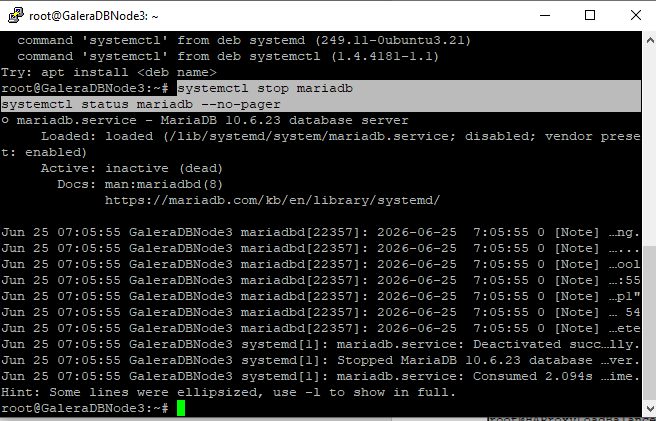 root@GaleraDBNode3: ~
command 'systemctl' from deb systemd (249.11-0ubuntu3.21)
command 'systemctl' from deb systemctl (1.4.4181-1.1)
Try: apt install <deb name>
root@GaleraDBNode3:~# systemctl stop mariadb
systemctl status mariadb --no-pager
○ mariadb.service - MariaDB 10.6.23 database server
Loaded: loaded (/lib/systemd/system/mariadb.service; disabled; vendor prese
t: enabled)
Active: inactive (dead)
Docs: man:mariadbd(8)
https://mariadb.com/kb/en/library/systemd/
Jun 25 07:05:55 GaleraDBNode3 mariadbd[22357]: 2026-06-25  7:05:55 0 [Note] …ng.
Jun 25 07:05:55 GaleraDBNode3 mariadbd[22357]: 2026-06-25  7:05:55 0 [Note] …...
Jun 25 07:05:55 GaleraDBNode3 mariadbd[22357]: 2026-06-25  7:05:55 0 [Note] …ool
Jun 25 07:05:55 GaleraDBNode3 mariadbd[22357]: 2026-06-25  7:05:55 0 [Note] …:55
Jun 25 07:05:55 GaleraDBNode3 mariadbd[22357]: 2026-06-25  7:05:55 0 [Note] …pl"
Jun 25 07:05:55 GaleraDBNode3 mariadbd[22357]: 2026-06-25  7:05:55 0 [Note] … 54
Jun 25 07:05:55 GaleraDBNode3 mariadbd[22357]: 2026-06-25  7:05:55 0 [Note] …ete
Jun 25 07:05:55 GaleraDBNode3 systemd[1]: mariadb.service: Deactivated succ…lly.
Jun 25 07:05:55 GaleraDBNode3 systemd[1]: Stopped MariaDB 10.6.23 database …ver.
Jun 25 07:05:55 GaleraDBNode3 systemd[1]: mariadb.service: Consumed 2.094s …ime.
Hint: Some lines were ellipsized, use -l to show in full.
root@GaleraDBNode3:~#